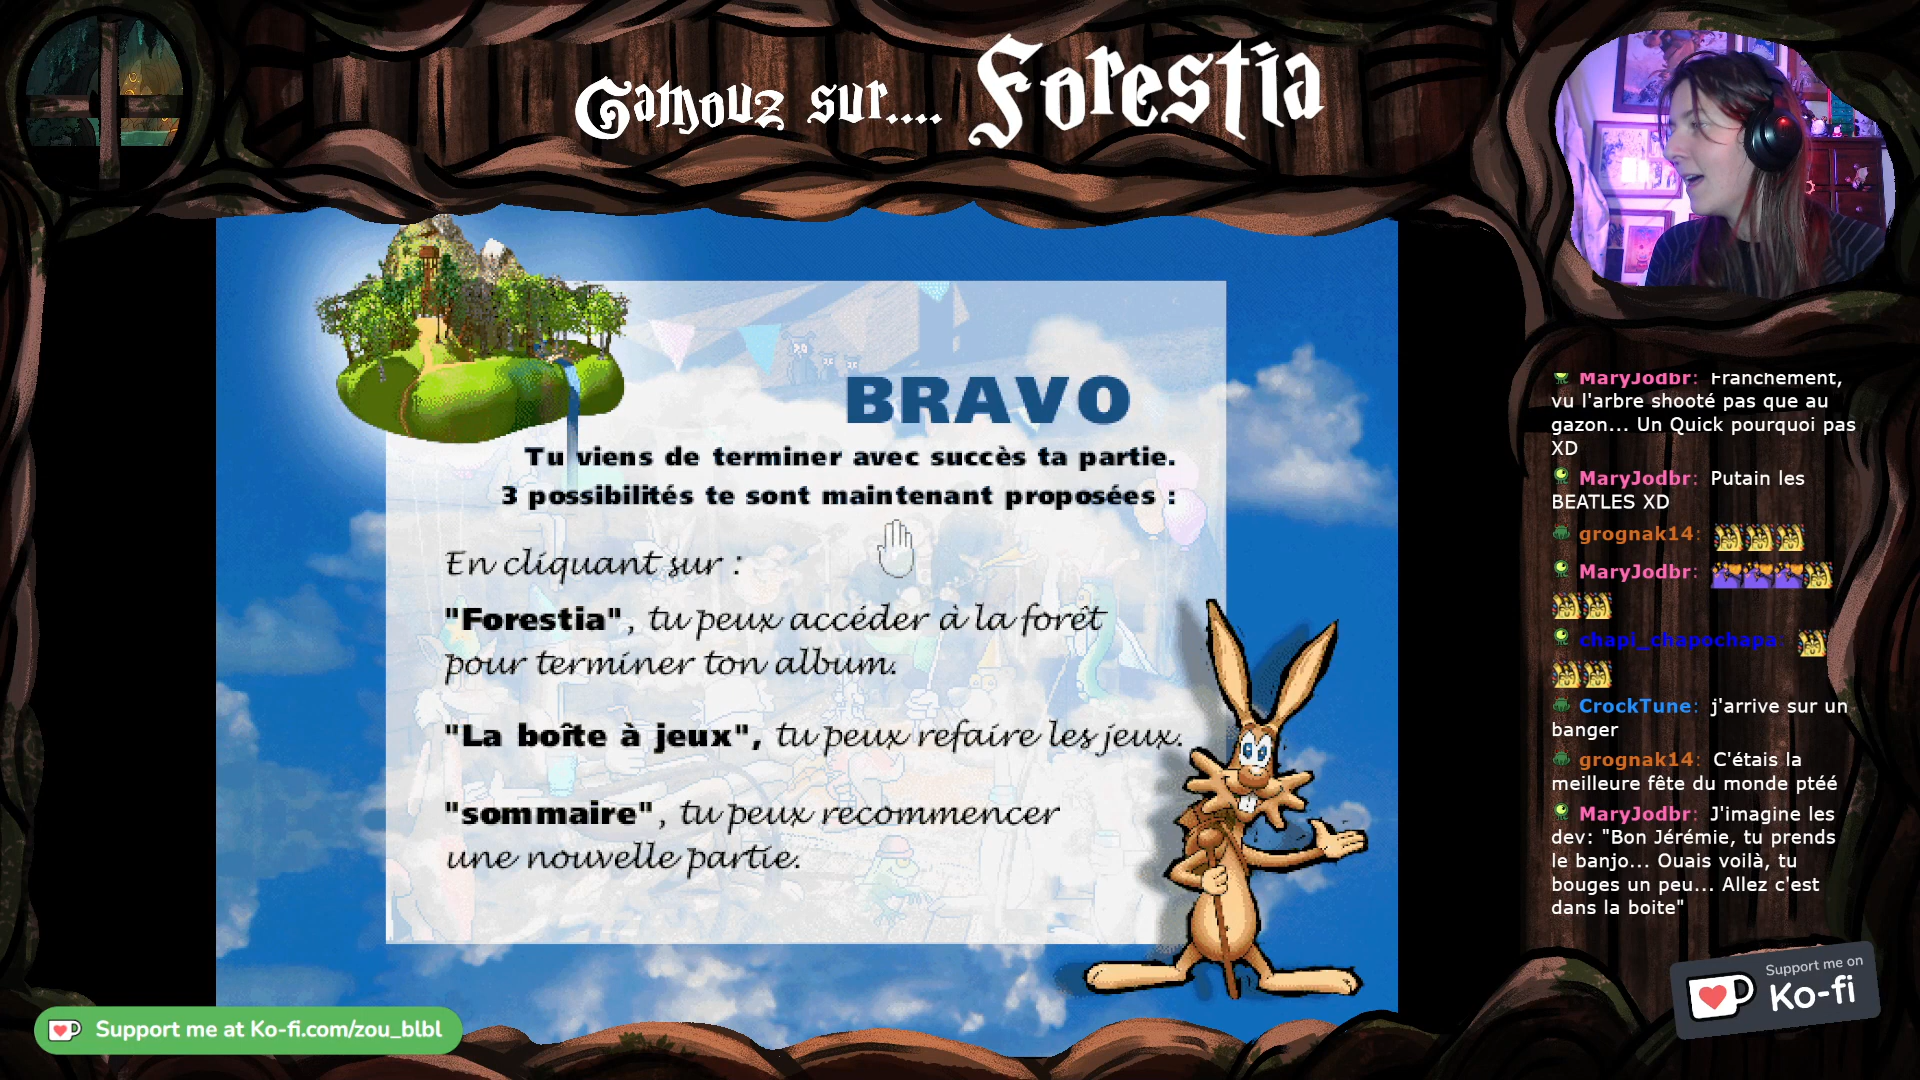 Gamouz sur.... Forestia
BRAVO
Tu viens de terminer avec succès ta partie.
3 possibilités te sont maintenant proposées :
En cliquant sur :
"Forestia", tu peux accéder à la forêt
pour terminer ton album.
"La boîte à jeux", tu peux refaire les jeux.
"sommaire", tu peux recommencer
une nouvelle partie.
MaryJodbr: Franchement,
vu l'arbre shooté pas que au
gazon... Un Quick pourquoi pas
XD
MaryJodbr: Putain les
BEATLES XD
grognak14:
MaryJodbr:
chapi_chapochapa:
CrockTune: j'arrive sur un
banger
grognak14: C'étais la
meilleure fête du monde ptéé
MaryJodbr: J'imagine les
dev: "Bon Jérémie, tu prends
le banjo... Ouais voilà, tu
bouges un peu... Allez c'est
dans la boite"
Support me on
Ko-fi
Support me at Ko-fi.com/zou_blbl